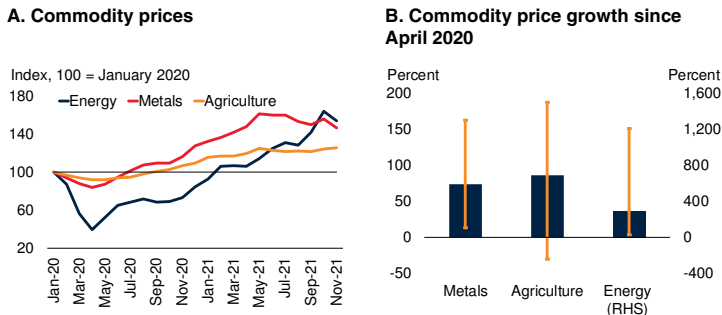 A. Commodity prices
Index, 100 = January 2020
180
140
100
60
20
Energy
Metals
Agriculture
Jan-20
Mar-20
May-20
Jul-20
Sep-20
Nov-20
Jan-21
Mar-21
May-21
Jul-21
Sep-21
Nov-21
B. Commodity price growth since
April 2020
Percent
Percent
200
150
100
50
0
-50
1,600
1,200
800
400
0
-400
Metals
Agriculture
Energy
(RHS)